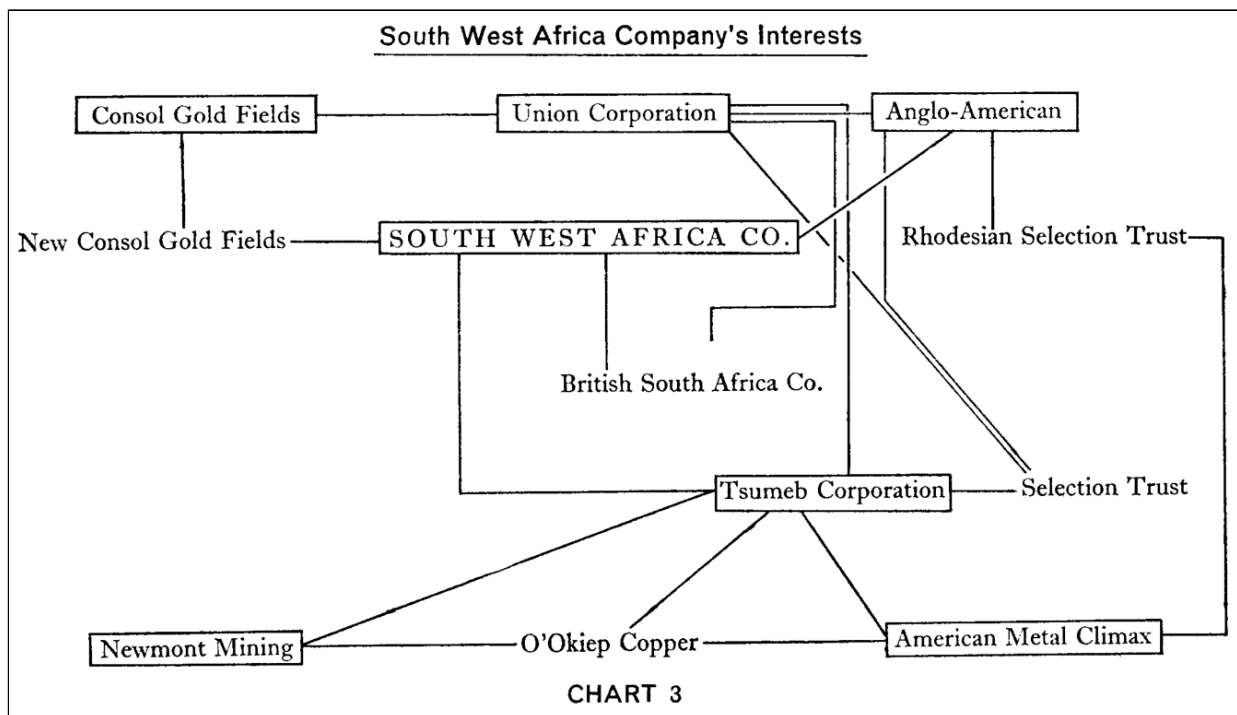 South West Africa Company's Interests
Consol Gold Fields
Union Corporation
Anglo-American
New Consol Gold Fields
SOUTH WEST AFRICA CO.
Rhodesian Selection Trust
British South Africa Co.
Tsumeb Corporation
Selection Trust
Newmont Mining
O'Okiep Copper
American Metal Climax
CHART 3